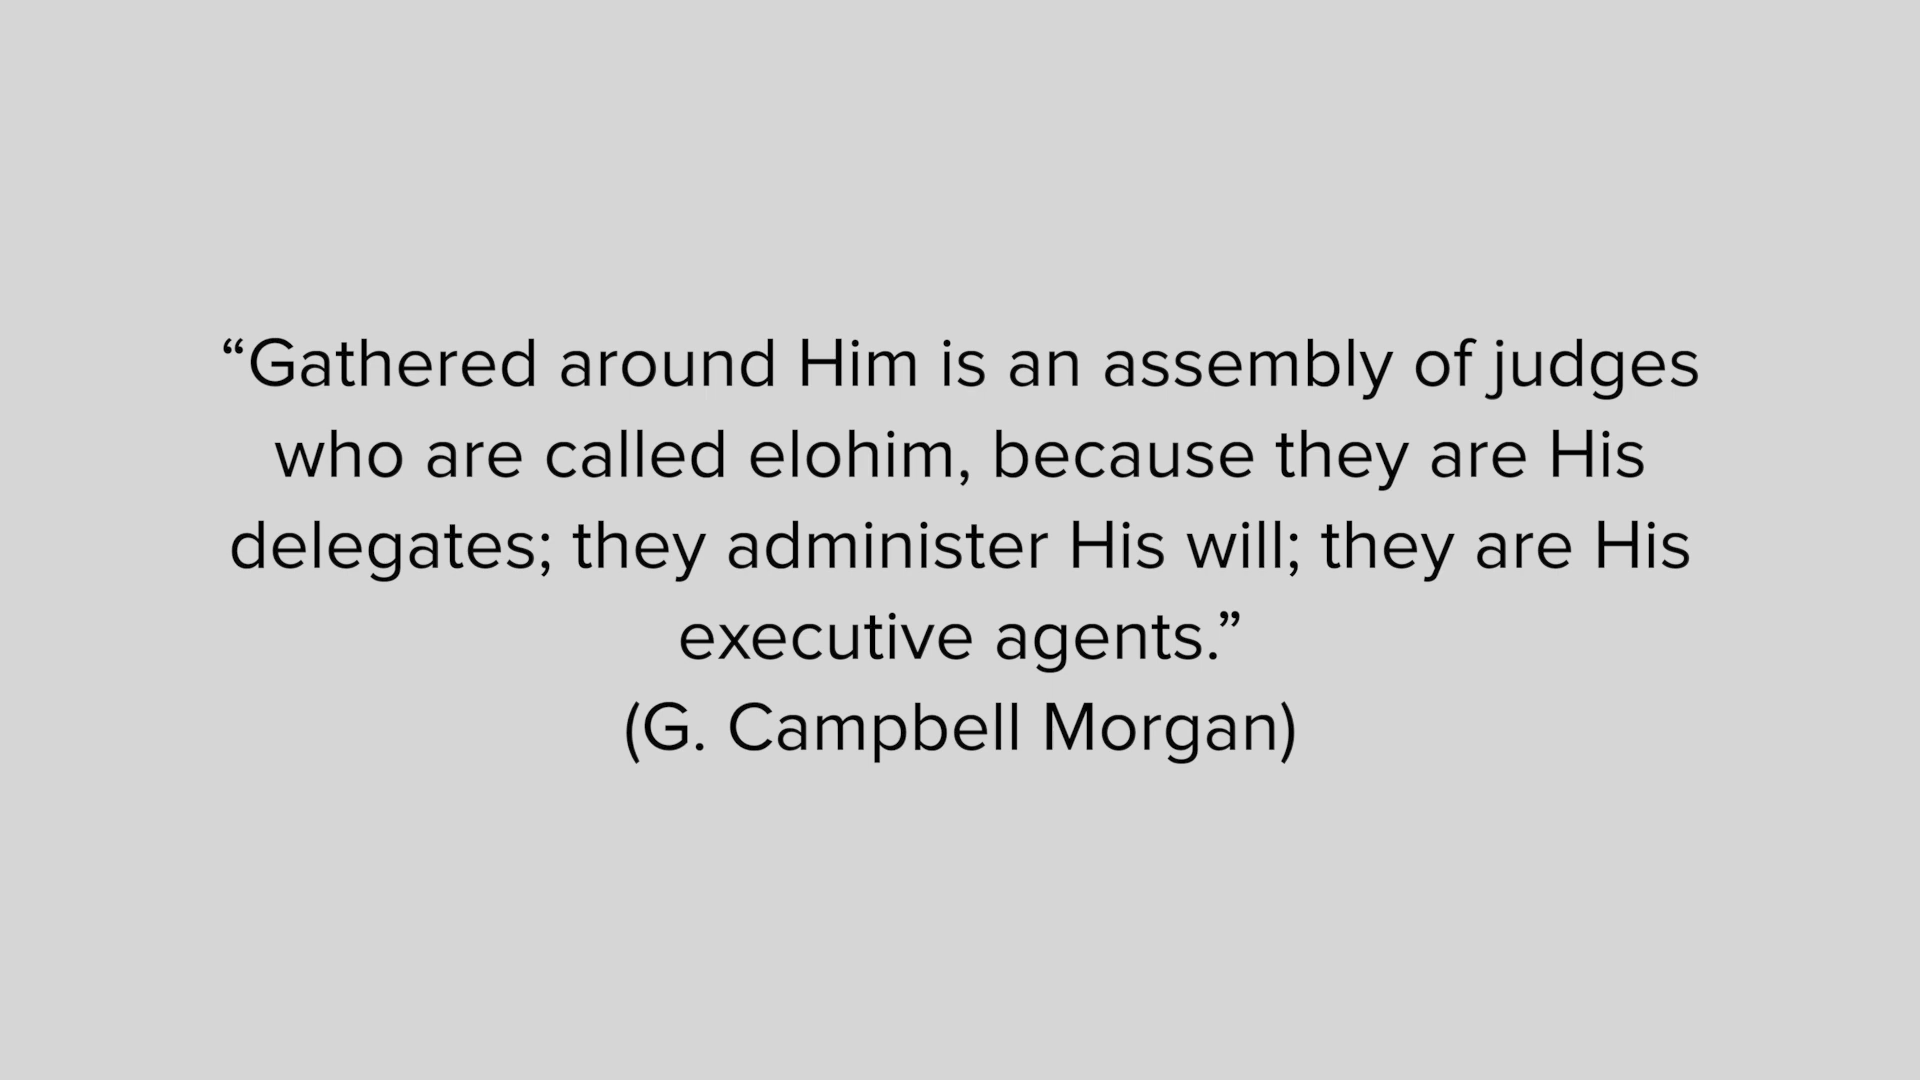 “Gathered around Him is an assembly of judges
who are called elohim, because they are His
delegates; they administer His will; they are His
executive agents.”
(G. Campbell Morgan)